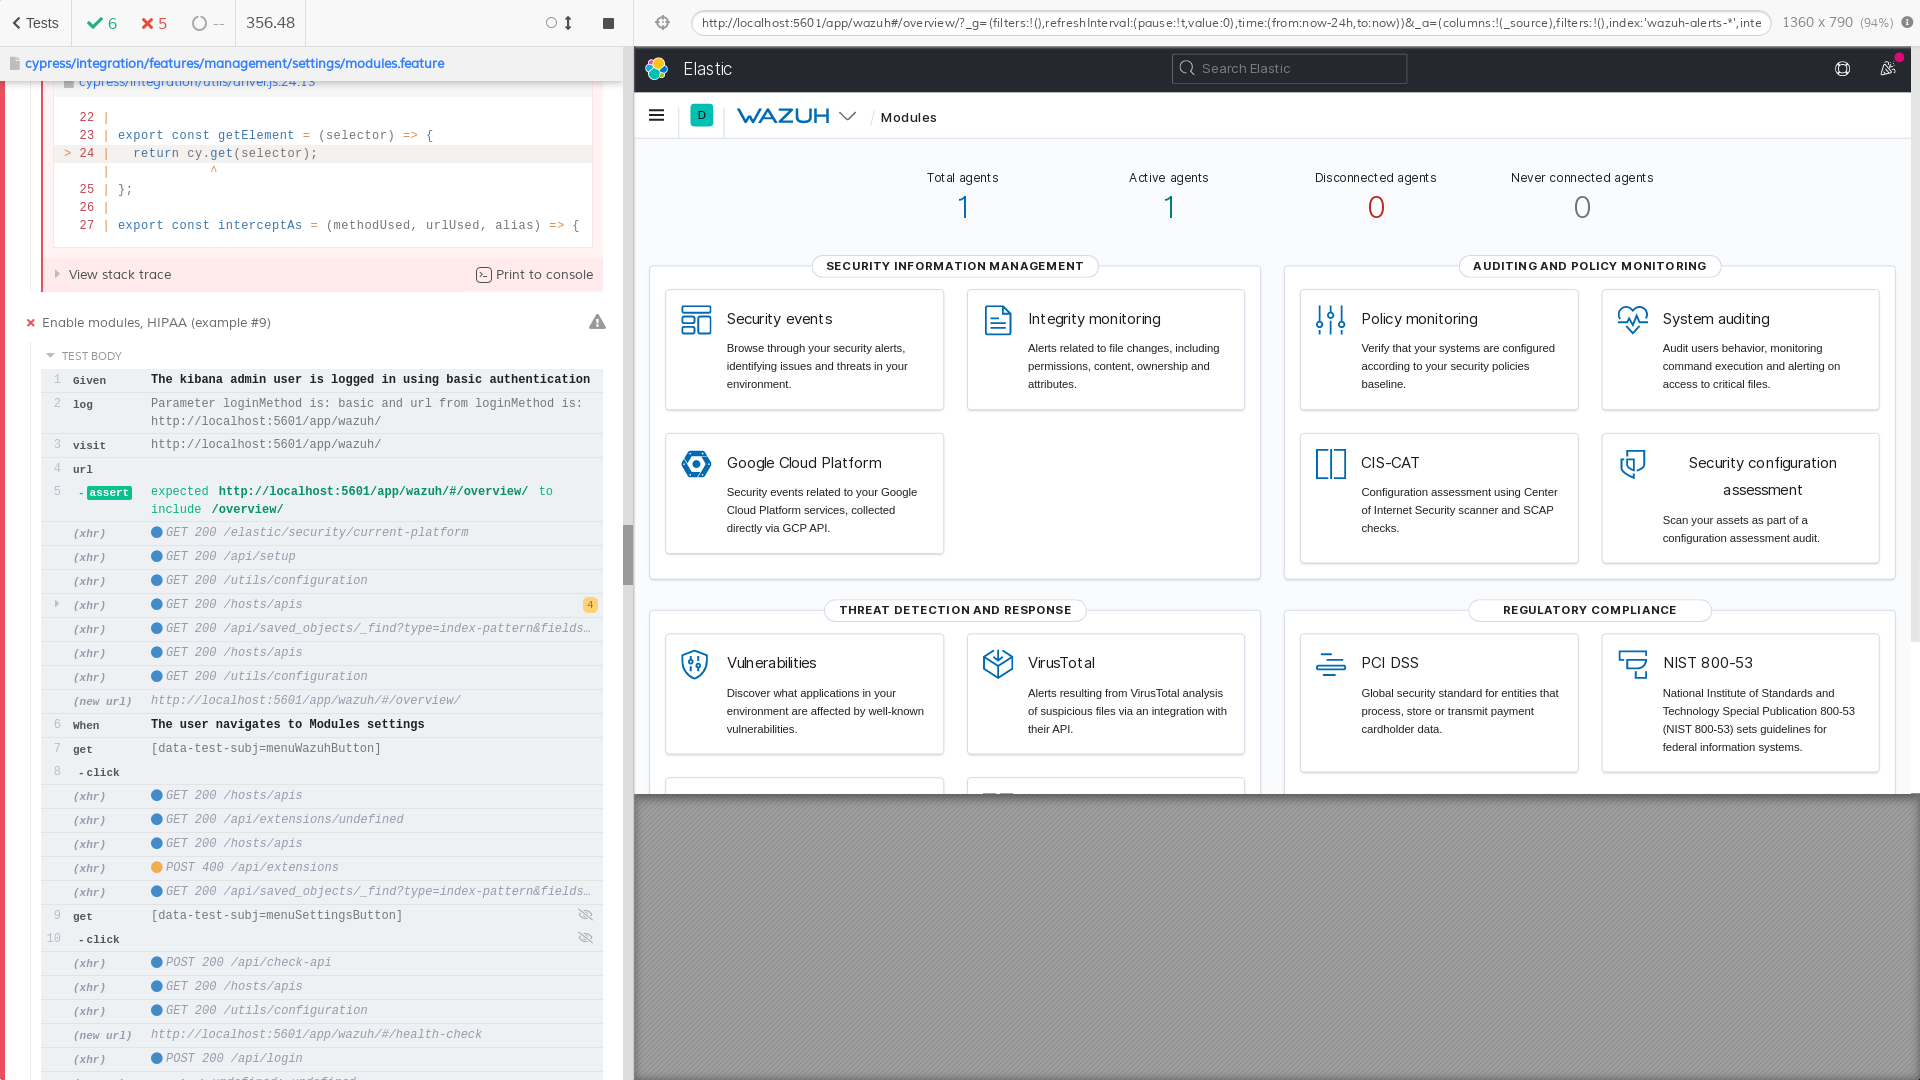 Tests
6
5
--
356.48
http://localhost:5601/app/wazuh#/overview/?_g=(filters:!(),refreshInterval:(pause:!t,value:0),time:(from:now-24h,to:now))&_a=(columns:!(_source),filters:!(),index:'wazuh-alerts-*',inte
1360 x 790 (94%)
cypress/integration/features/management/settings/modules.feature
cypress/integration/utils/driver.js:24:13
22 |
23 | export const getElement = (selector) => {
> 24 |   return cy.get(selector);
|             ^
25 | };
26 |
27 | export const interceptAs = (methodUsed, urlUsed, alias) => {
View stack trace
Print to console
Enable modules, HIPAA (example #9)
TEST BODY
1 Given The kibana admin user is logged in using basic authentication
2 log Parameter loginMethod is: basic and url from loginMethod is:
http://localhost:5601/app/wazuh/
3 visit http://localhost:5601/app/wazuh/
4 url
5 - assert expected http://localhost:5601/app/wazuh/#/overview/ to
include /overview/
(xhr) GET 200 /elastic/security/current-platform
(xhr) GET 200 /api/setup
(xhr) GET 200 /utils/configuration
(xhr) GET 200 /hosts/apis 4
(xhr) GET 200 /api/saved_objects/_find?type=index-pattern&fields…
(xhr) GET 200 /hosts/apis
(xhr) GET 200 /utils/configuration
(new url) http://localhost:5601/app/wazuh/#/overview/
6 When The user navigates to Modules settings
7 get [data-test-subj=menuWazuhButton]
8 - click
(xhr) GET 200 /hosts/apis
(xhr) GET 200 /api/extensions/undefined
(xhr) GET 200 /hosts/apis
(xhr) POST 400 /api/extensions
(xhr) GET 200 /api/saved_objects/_find?type=index-pattern&fields…
9 get [data-test-subj=menuSettingsButton]
10 - click
(xhr) POST 200 /api/check-api
(xhr) GET 200 /hosts/apis
(xhr) GET 200 /utils/configuration
(new url) http://localhost:5601/app/wazuh/#/health-check
(xhr) POST 200 /api/login
Elastic
Search Elastic
D
WAZUH
/ Modules
Total agents
1
Active agents
1
Disconnected agents
0
Never connected agents
0
SECURITY INFORMATION MANAGEMENT
Security events
Browse through your security alerts,
identifying issues and threats in your
environment.
Integrity monitoring
Alerts related to file changes, including
permissions, content, ownership and
attributes.
Google Cloud Platform
Security events related to your Google
Cloud Platform services, collected
directly via GCP API.
AUDITING AND POLICY MONITORING
Policy monitoring
Verify that your systems are configured
according to your security policies
baseline.
System auditing
Audit users behavior, monitoring
command execution and alerting on
access to critical files.
CIS-CAT
Configuration assessment using Center
of Internet Security scanner and SCAP
checks.
Security configuration
assessment
Scan your assets as part of a
configuration assessment audit.
THREAT DETECTION AND RESPONSE
Vulnerabilities
Discover what applications in your
environment are affected by well-known
vulnerabilities.
VirusTotal
Alerts resulting from VirusTotal analysis
of suspicious files via an integration with
their API.
REGULATORY COMPLIANCE
PCI DSS
Global security standard for entities that
process, store or transmit payment
cardholder data.
NIST 800-53
National Institute of Standards and
Technology Special Publication 800-53
(NIST 800-53) sets guidelines for
federal information systems.